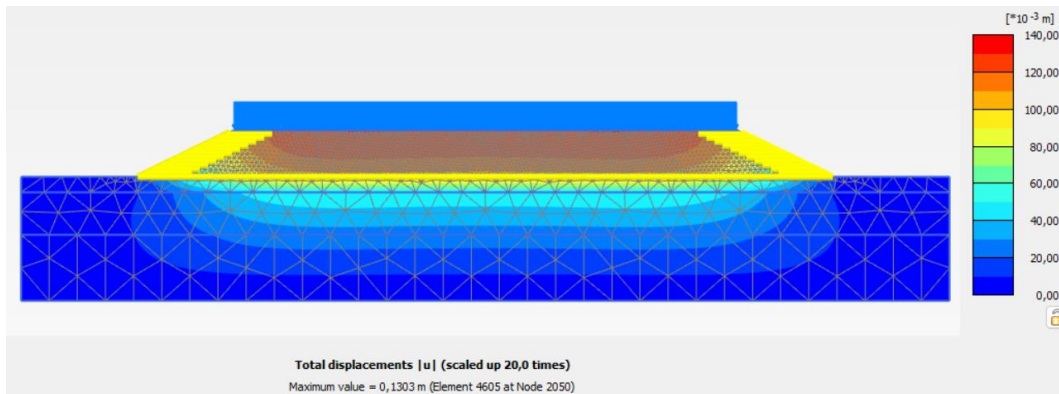 [*10 -3 m]
140,00
120,00
100,00
80,00
60,00
40,00
20,00
0,00
Total displacements |u| (scaled up 20,0 times)
Maximum value = 0,1303 m (Element 4605 at Node 2050)